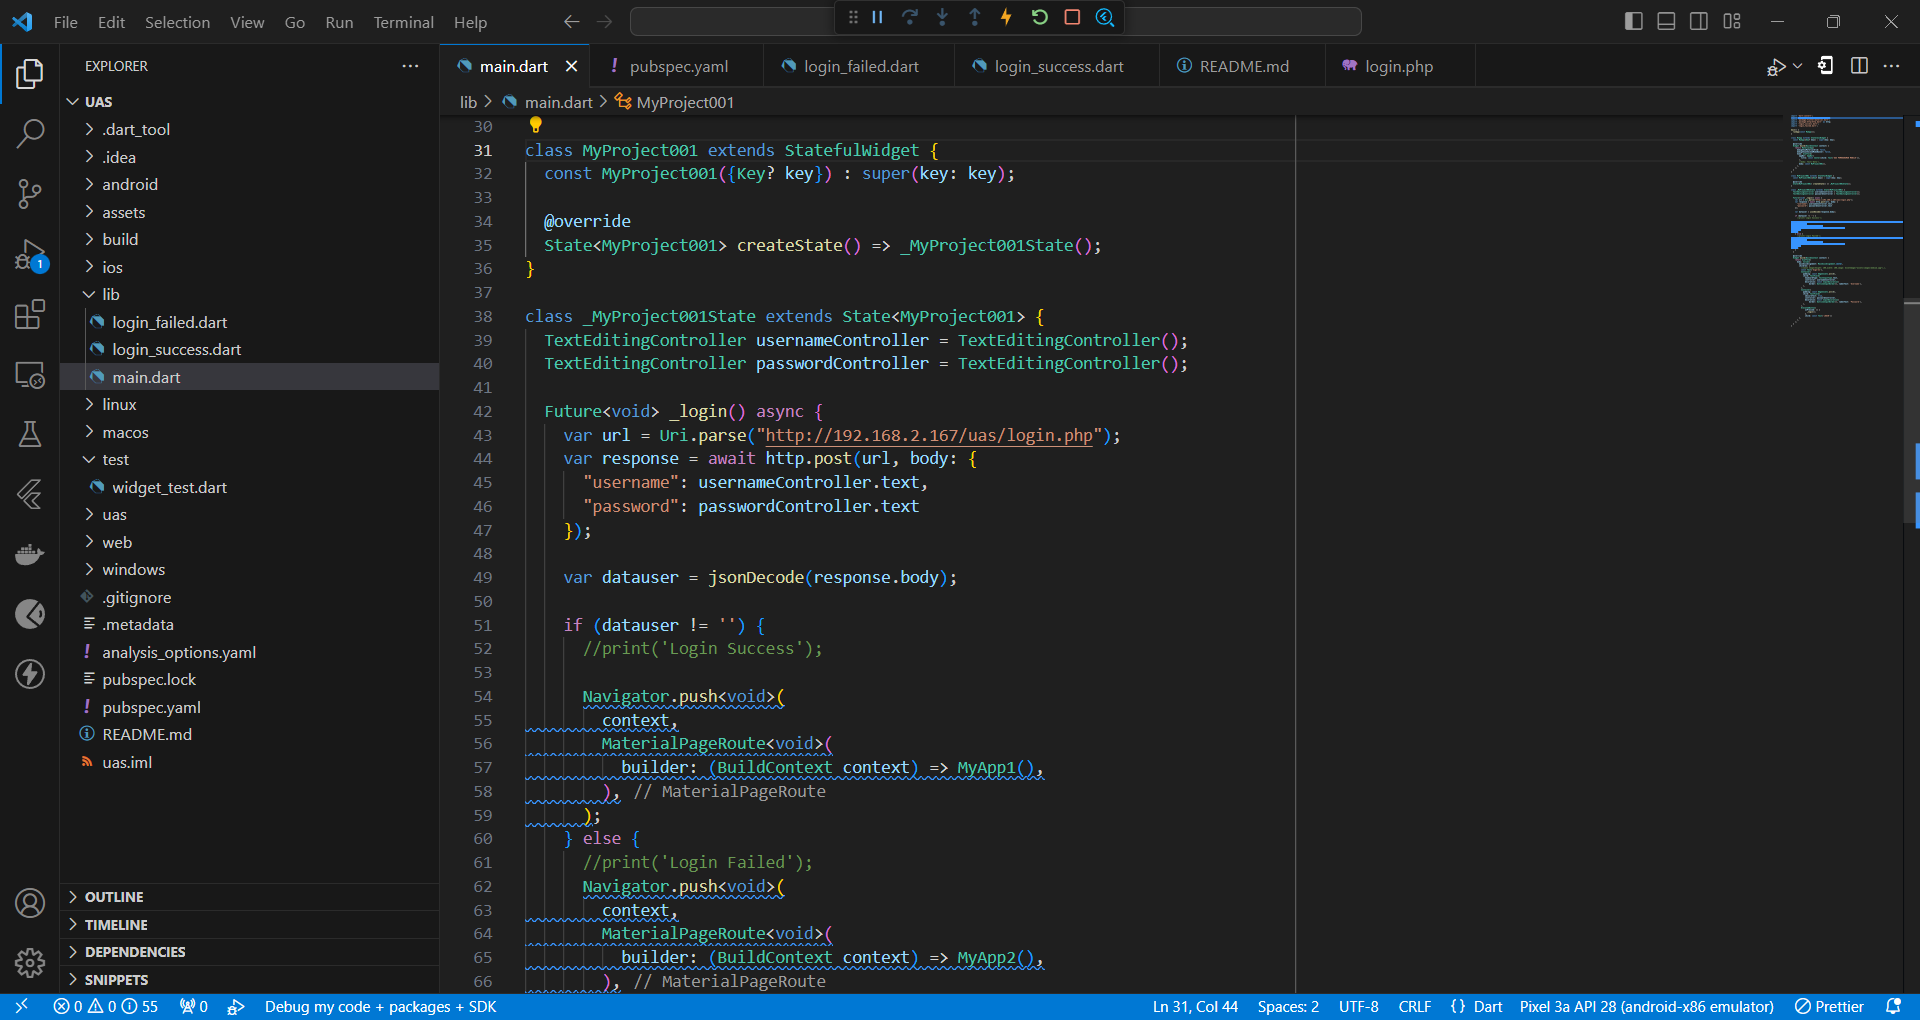 File Edit Selection View Go Run Terminal Help
EXPLORER
main.dart
pubspec.yaml
login_failed.dart
login_success.dart
README.md
login.php
lib > main.dart > MyProject001
UAS
.dart_tool
.idea
android
assets
build
ios
lib
login_failed.dart
login_success.dart
main.dart
linux
macos
test
widget_test.dart
uas
web
windows
.gitignore
.metadata
analysis_options.yaml
pubspec.lock
pubspec.yaml
README.md
uas.iml
OUTLINE
TIMELINE
DEPENDENCIES
SNIPPETS
1
30
31 class MyProject001 extends StatefulWidget {
32 const MyProject001({Key? key}) : super(key: key);
33
34 @override
35 State<MyProject001> createState() => _MyProject001State();
36 }
37
38 class _MyProject001State extends State<MyProject001> {
39 TextEditingController usernameController = TextEditingController();
40 TextEditingController passwordController = TextEditingController();
41
42 Future<void> _login() async {
43 var url = Uri.parse("http://192.168.2.167/uas/login.php");
44 var response = await http.post(url, body: {
45 "username": usernameController.text,
46 "password": passwordController.text
47 });
48
49 var datauser = jsonDecode(response.body);
50
51 if (datauser != '') {
52 //print('Login Success');
53
54 Navigator.push<void>(
55 context,
56 MaterialPageRoute<void>(
57 builder: (BuildContext context) => MyApp1(),
58 ), // MaterialPageRoute
59 );
60 } else {
61 //print('Login Failed');
62 Navigator.push<void>(
63 context,
64 MaterialPageRoute<void>(
65 builder: (BuildContext context) => MyApp2(),
66 ), // MaterialPageRoute
0 0 55 0 Debug my code + packages + SDK Ln 31, Col 44 Spaces: 2 UTF-8 CRLF {} Dart Pixel 3a API 28 (android-x86 emulator) Prettier